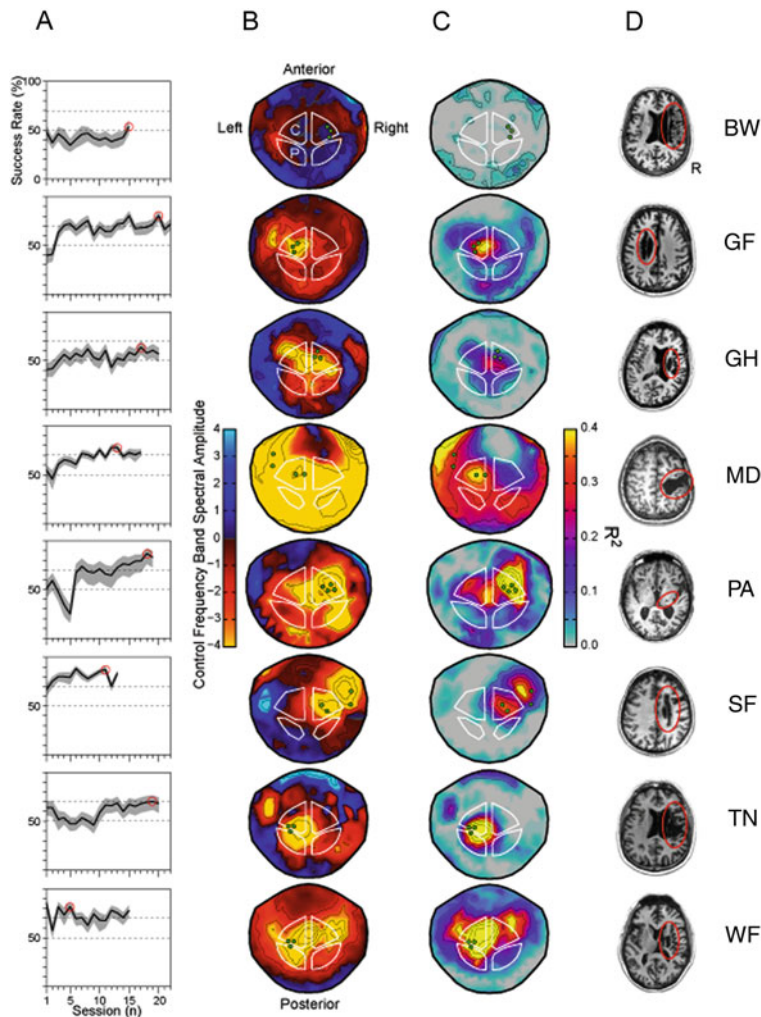 A B C D
Success Rate (%)
100
50
0
Anterior
Left
Right
C
P
R
BW
50
GF
50
GH
50
MD
Control Frequency Band Spectral Amplitude
4
3
2
1
0
−1
−2
−3
−4
0.4
0.3
0.2
0.1
0.0
R²
50
PA
50
SF
50
TN
50
WF
1 5 10 15 20
Session (n)
Posterior